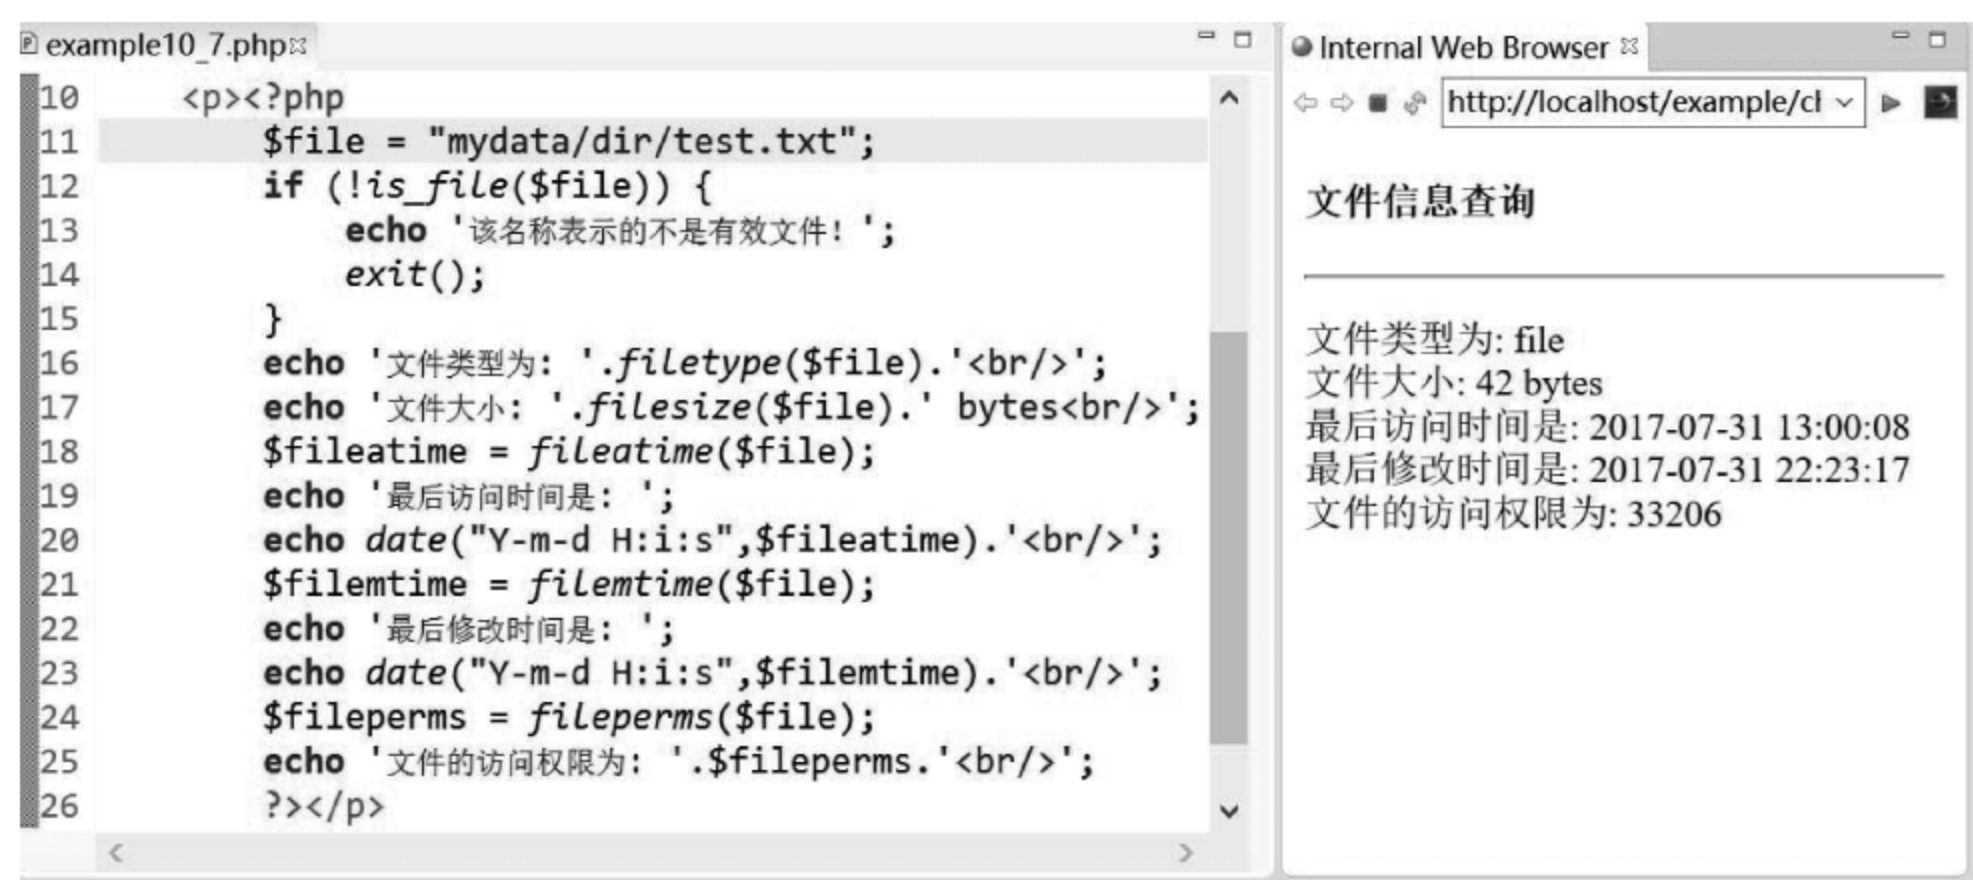 example10_7.php
10 <p><?php
11 $file = "mydata/dir/test.txt";
12 if (!is_file($file)) {
13 echo '该名称表示的不是有效文件！';
14 exit();
15 }
16 echo '文件类型为: '.filetype($file).'<br/>';
17 echo '文件大小: '.filesize($file).' bytes<br/>';
18 $fileatime = fileatime($file);
19 echo '最后访问时间是: ';
20 echo date("Y-m-d H:i:s",$fileatime).'<br/>';
21 $filemtime = filemtime($file);
22 echo '最后修改时间是: ';
23 echo date("Y-m-d H:i:s",$filemtime).'<br/>';
24 $fileperms = fileperms($file);
25 echo '文件的访问权限为: '.$fileperms.'<br/>';
26 ?></p>
Internal Web Browser
http://localhost/example/cl
文件信息查询
文件类型为: file
文件大小: 42 bytes
最后访问时间是: 2017-07-31 13:00:08
最后修改时间是: 2017-07-31 22:23:17
文件的访问权限为: 33206